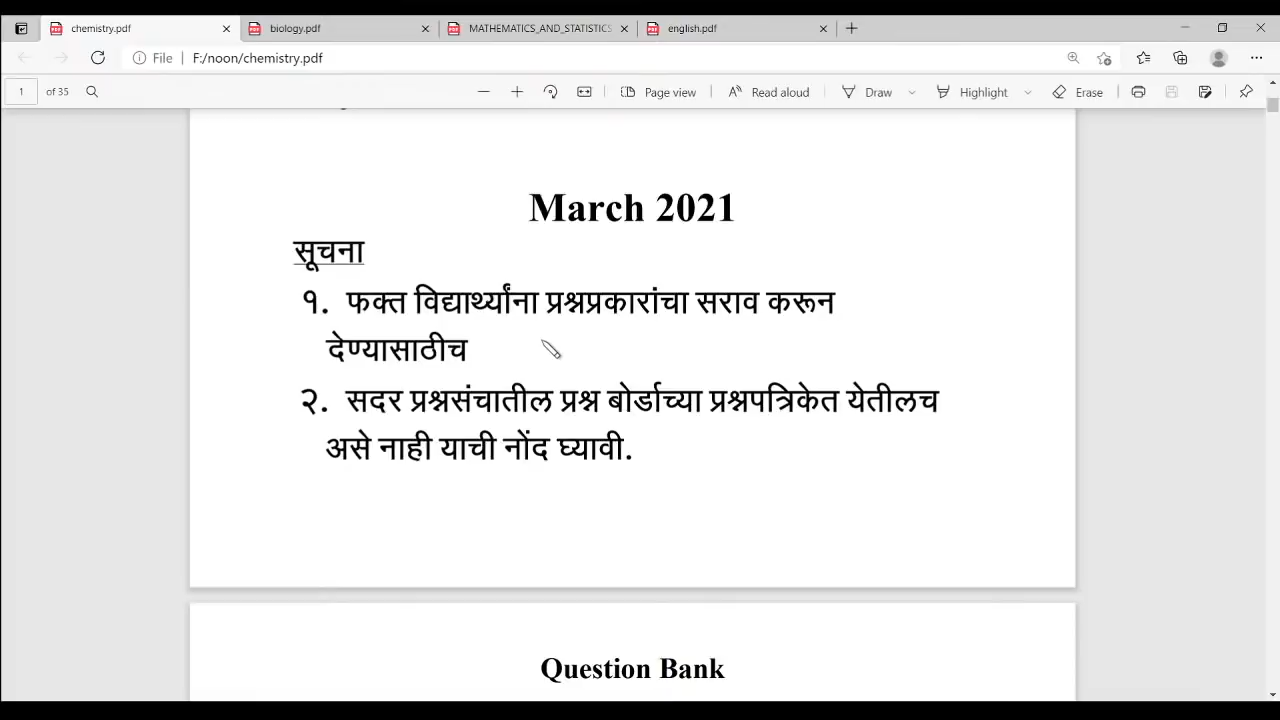 chemistry.pdf
biology.pdf
MATHEMATICS_AND_STATISTICS
english.pdf
File F:/noon/chemistry.pdf
1 of 35 Page view Read aloud Draw Highlight Erase
March 2021
सूचना
१. फक्त विद्यार्थ्यांना प्रश्नप्रकारांचा सराव करून
देण्यासाठीच
२. सदर प्रश्नसंचातील प्रश्न बोर्डाच्या प्रश्नपत्रिकेत येतीलच
असे नाही याची नोंद घ्यावी.
Question Bank